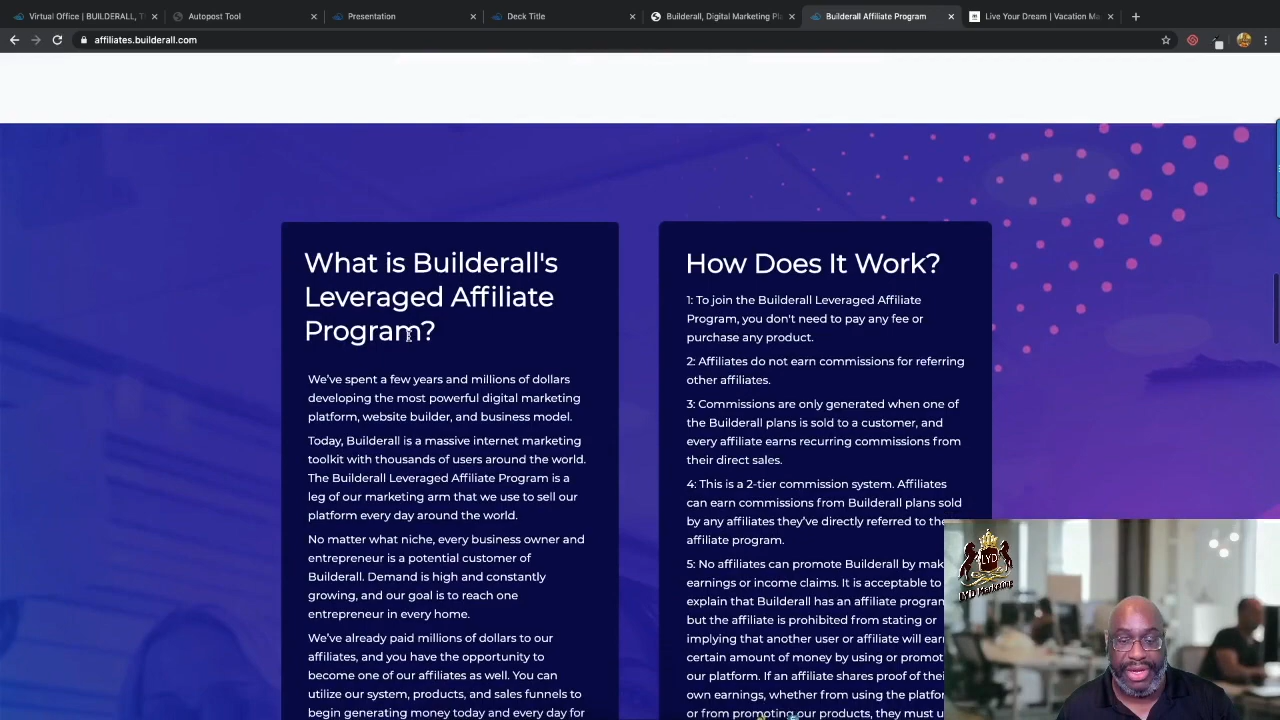 Virtual Office | BUILDERALL, T
Autopost Tool
Presentation
Deck Title
Builderall, Digital Marketing Pl
Builderall Affiliate Program
Live Your Dream | Vacation Ma
affiliates.builderall.com
What is Builderall's
Leveraged Affiliate
Program?
We've spent a few years and millions of dollars
developing the most powerful digital marketing
platform, website builder, and business model.
Today, Builderall is a massive internet marketing
toolkit with thousands of users around the world.
The Builderall Leveraged Affiliate Program is a
leg of our marketing arm that we use to sell our
platform every day around the world.
No matter what niche, every business owner and
entrepreneur is a potential customer of
Builderall. Demand is high and constantly
growing, and our goal is to reach one
entrepreneur in every home.
We've already paid millions of dollars to our
affiliates, and you have the opportunity to
become one of our affiliates as well. You can
utilize our system, products, and sales funnels to
begin generating money today and every day for
How Does It Work?
1: To join the Builderall Leveraged Affiliate
Program, you don't need to pay any fee or
purchase any product.
2: Affiliates do not earn commissions for referring
other affiliates.
3: Commissions are only generated when one of
the Builderall plans is sold to a customer, and
every affiliate earns recurring commissions from
their direct sales.
4: This is a 2-tier commission system. Affiliates
can earn commissions from Builderall plans sold
by any affiliates they've directly referred to the
affiliate program.
5: No affiliates can promote Builderall by mak
earnings or income claims. It is acceptable to
explain that Builderall has an affiliate program
but the affiliate is prohibited from stating or
implying that another user or affiliate will earn
certain amount of money by using or promot
our platform. If an affiliate shares proof of thei
own earnings, whether from using the platfor
or from promoting our products, they must u
LYD
LYD Marketing